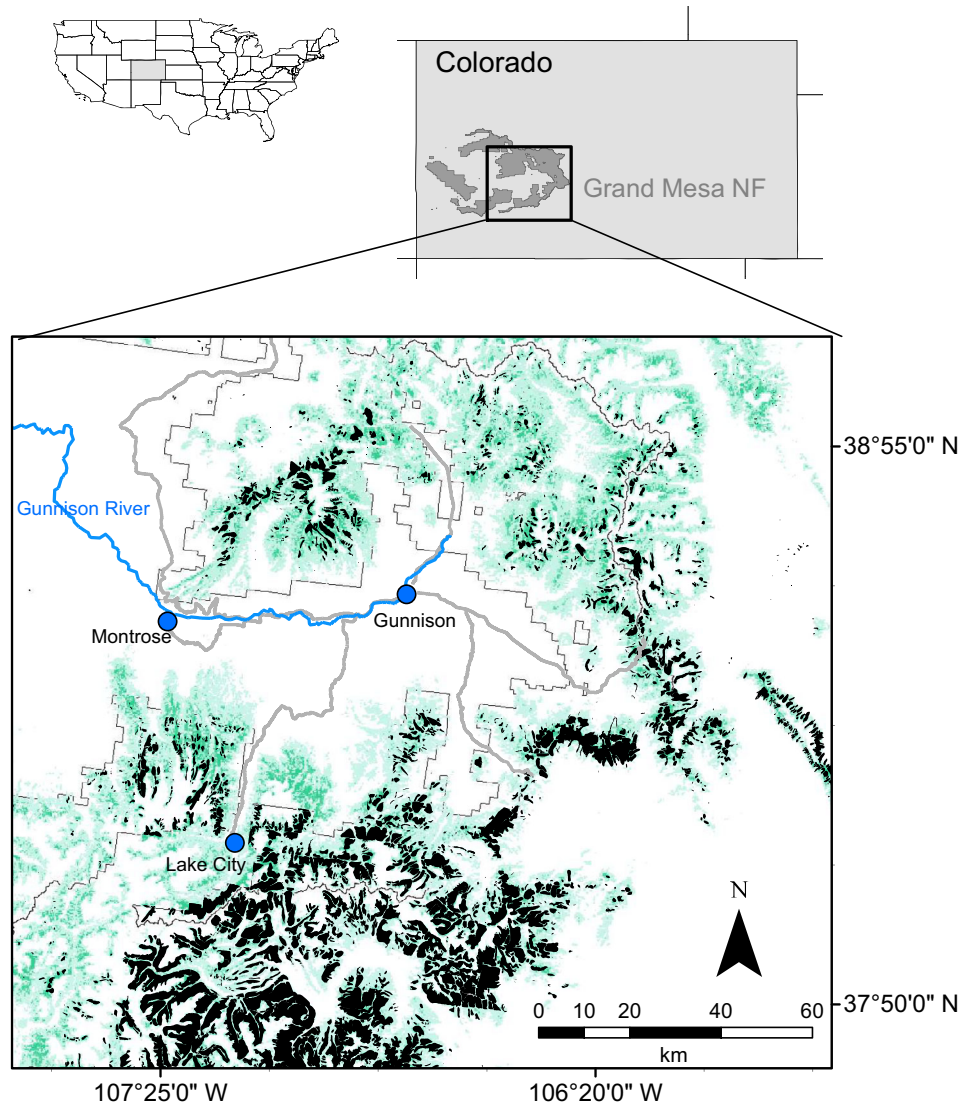 Colorado
Grand Mesa NF
38°55'0" N
Gunnison River
Gunnison
Montrose
Lake City
N
37°50'0" N
0 10 20 40 60
km
107°25'0" W 106°20'0" W